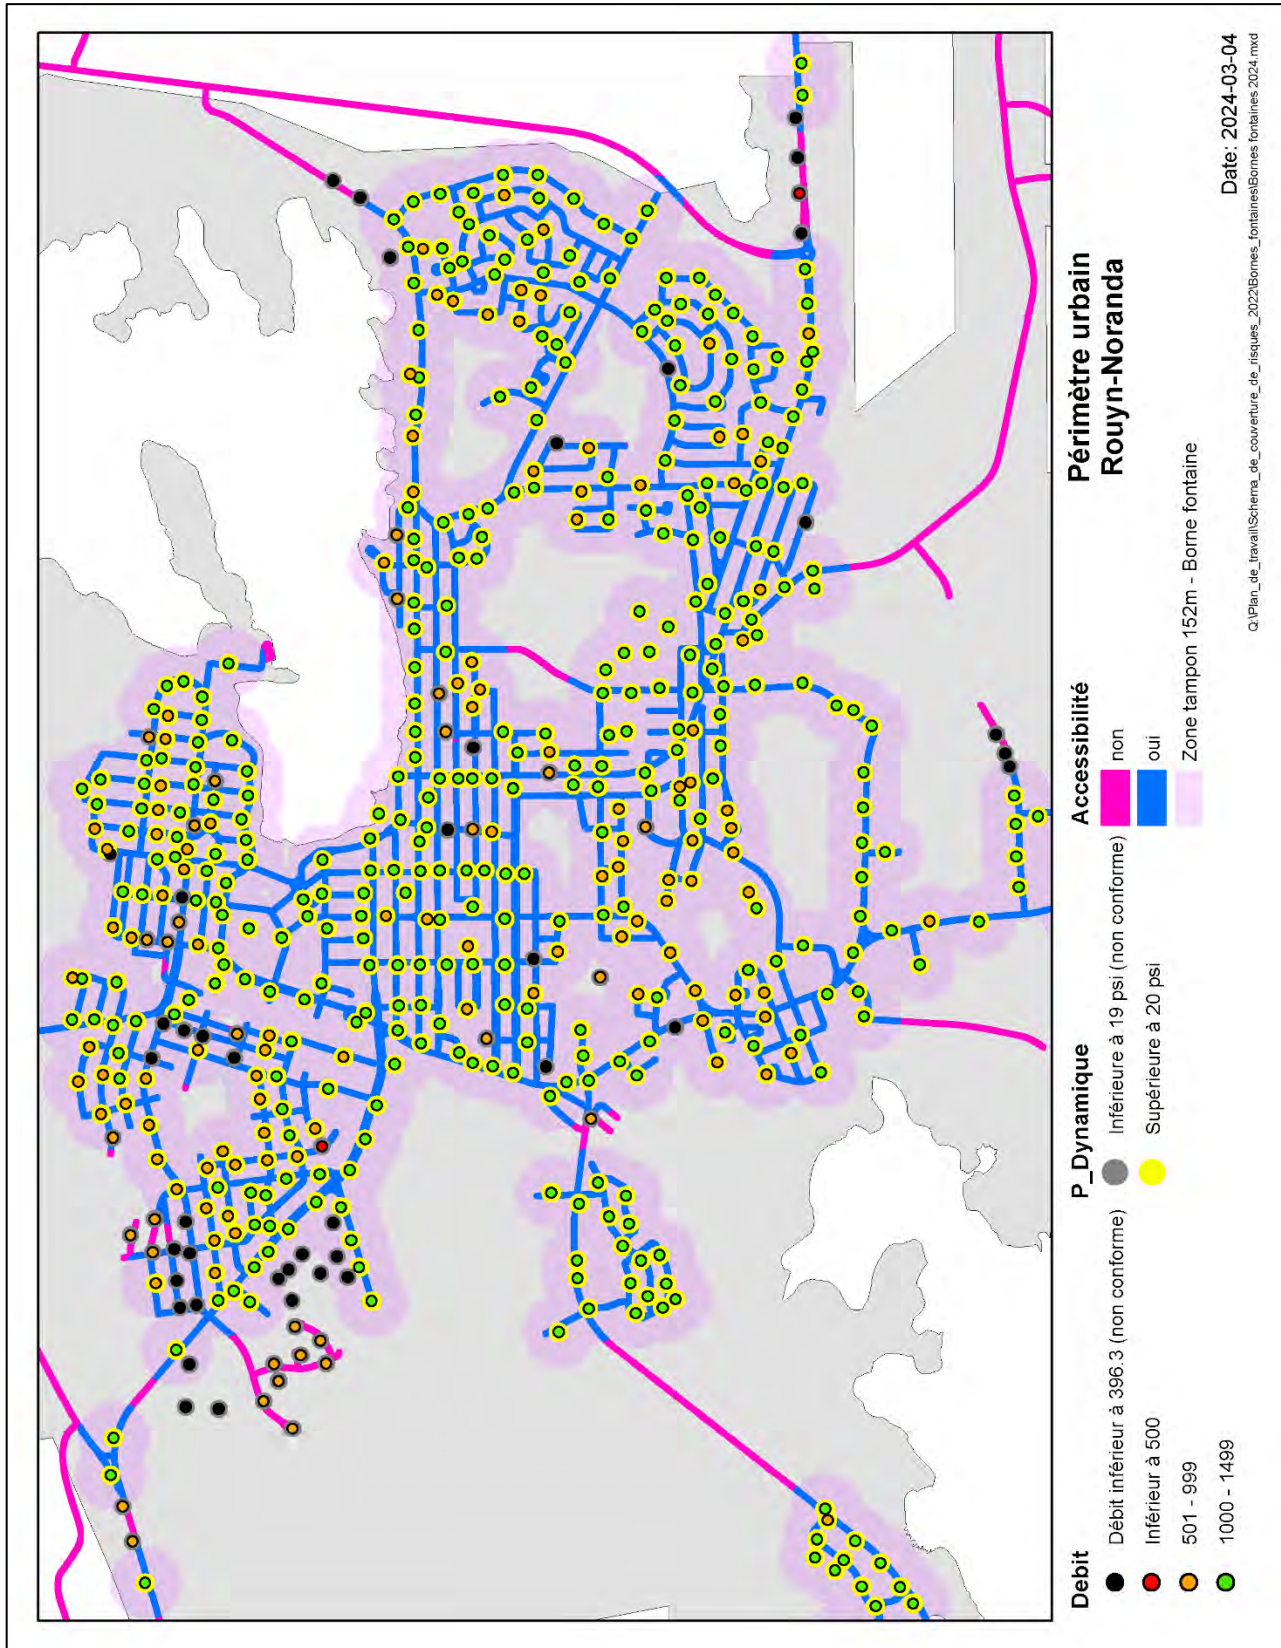 Périmètre urbain
Rouyn-Noranda
Date: 2024-03-04
Q:\Plan_de_travail\Schema_de_couverture_de_risques_2022\Bornes_fontaines\Bornes fontaines 2024.mxd
Debit
Débit inférieur à 396.3 (non conforme)
Inférieur à 500
501 - 999
1000 - 1499
P_Dynamique
Inférieure à 19 psi (non conforme)
Supérieure à 20 psi
Accessibilité
non
oui
Zone tampon 152m - Borne fontaine